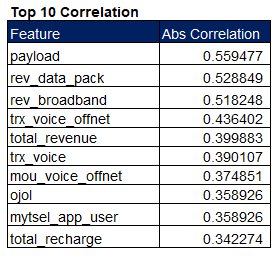 Top 10 Correlation
Feature Abs Correlation
payload 0.559477
rev_data_pack 0.528849
rev_broadband 0.518248
trx_voice_offnet 0.436402
total_revenue 0.399883
trx_voice 0.390107
mou_voice_offnet 0.374851
ojol 0.358926
mytsel_app_user 0.358926
total_recharge 0.342274